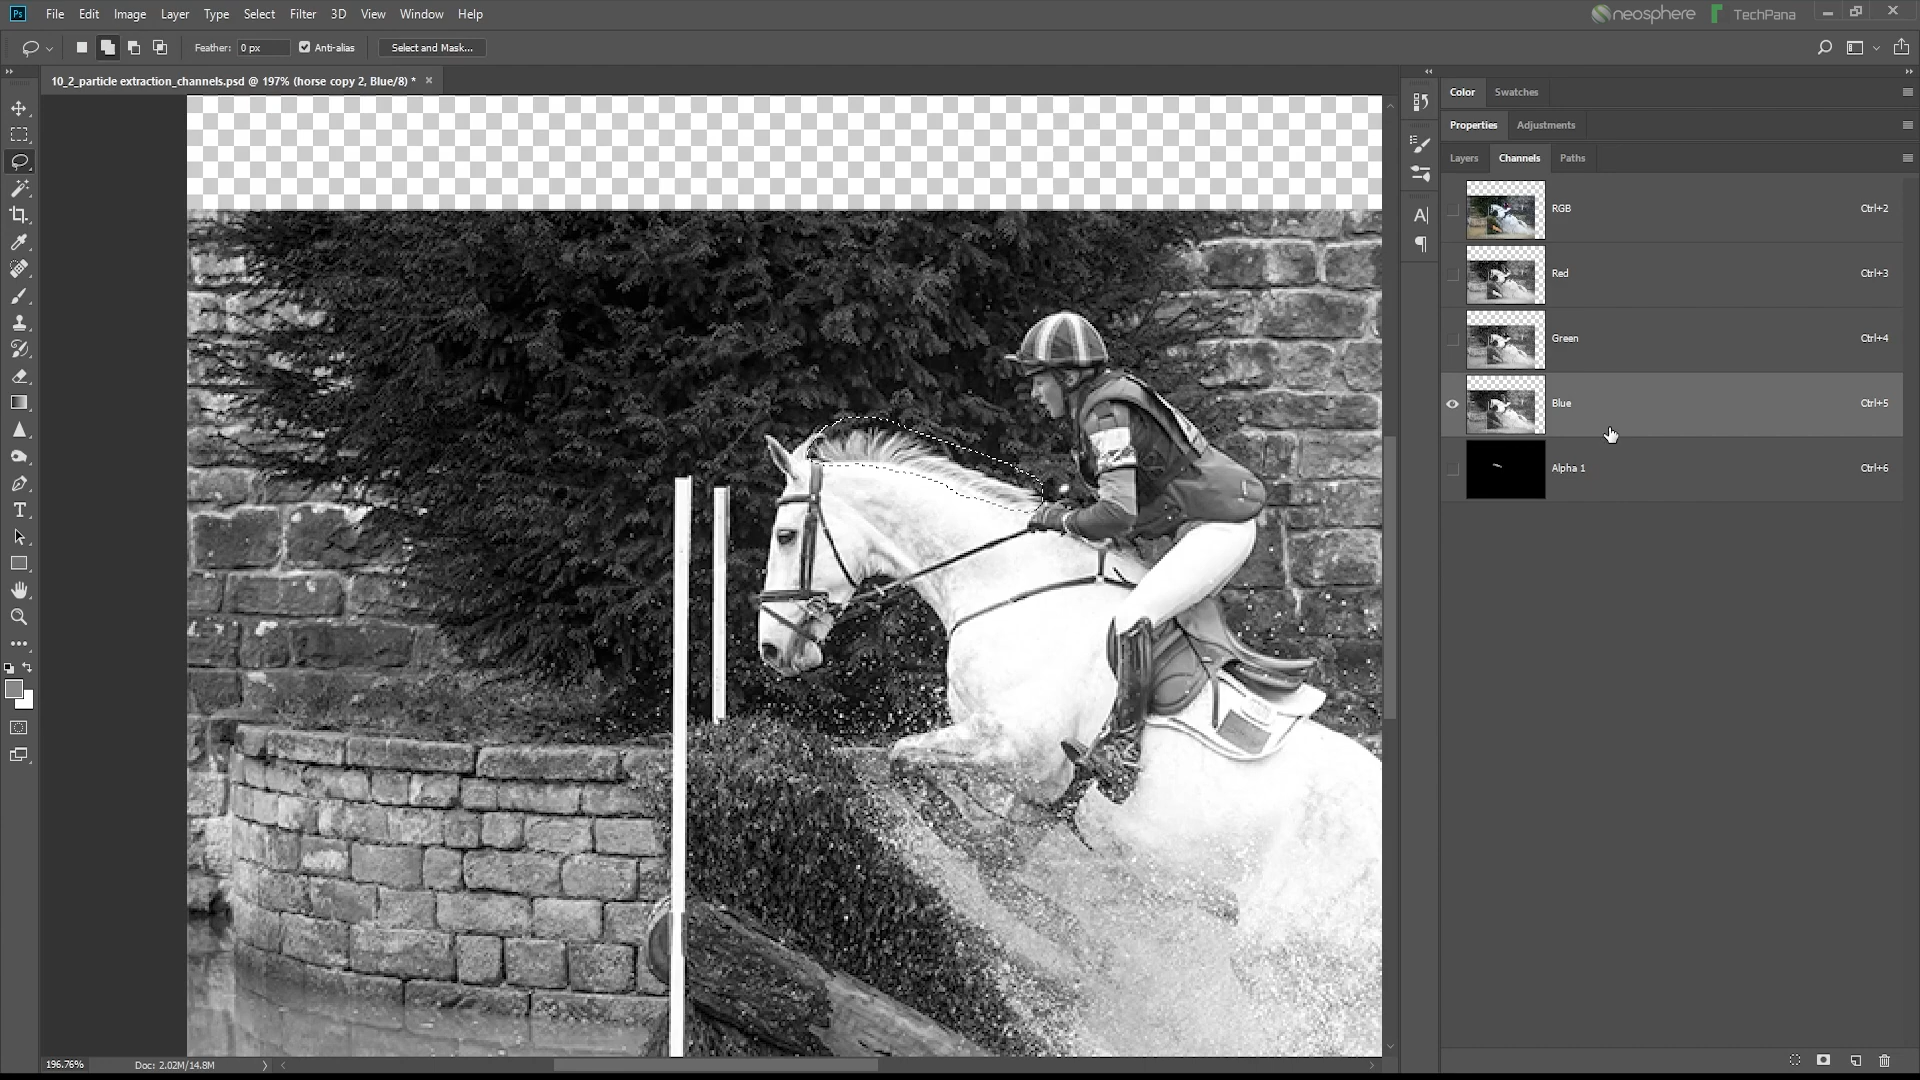 Ps File Edit Image Layer Type Select Filter 3D View Window Help
neosphere TechPana
Feather: 0 px Anti-alias Select and Mask...
10_2_particle extraction_channels.psd @ 197% (horse copy 2, Blue/8) *
Color Swatches
Properties Adjustments
Layers Channels Paths
RGB Ctrl+2
Red Ctrl+3
Green Ctrl+4
Blue Ctrl+5
Alpha 1 Ctrl+6
196.76% Doc: 2.02M/14.8M